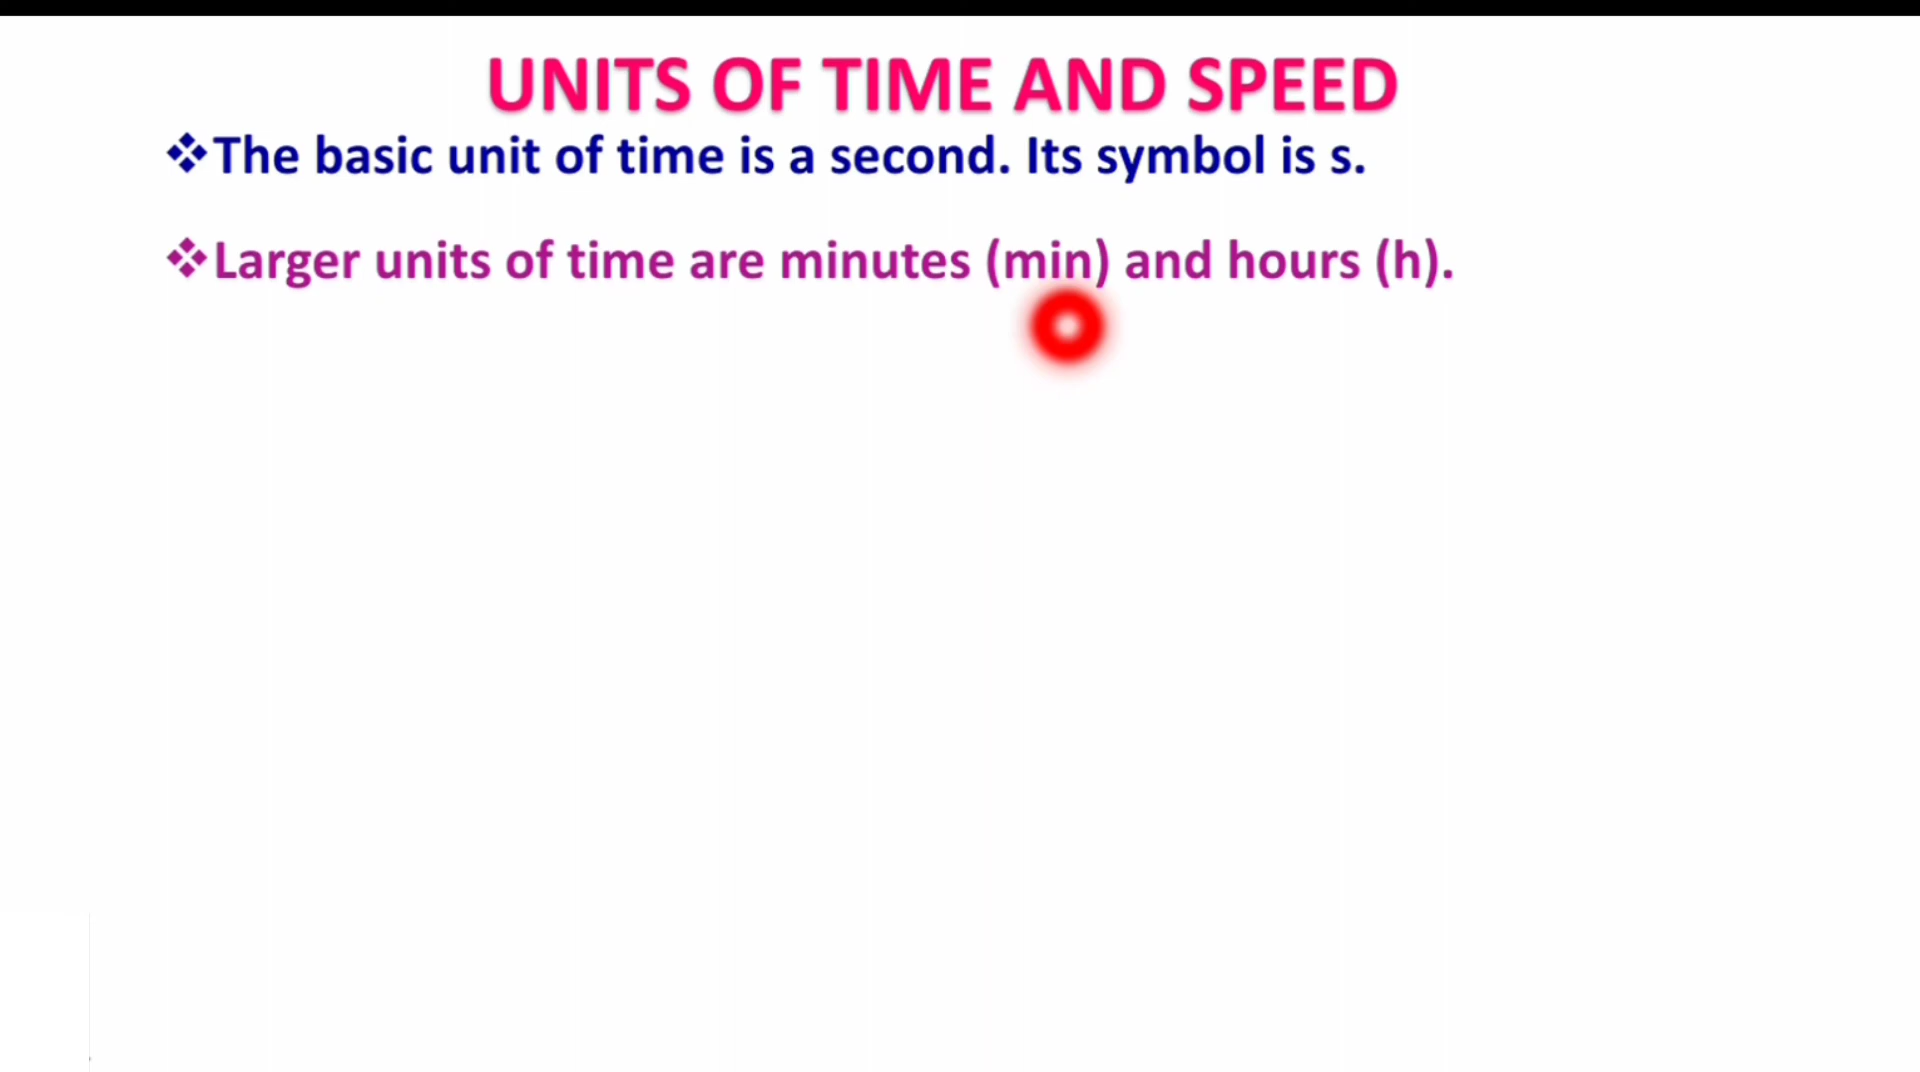 UNITS OF TIME AND SPEED
❖The basic unit of time is a second. Its symbol is s.
❖Larger units of time are minutes (min) and hours (h).